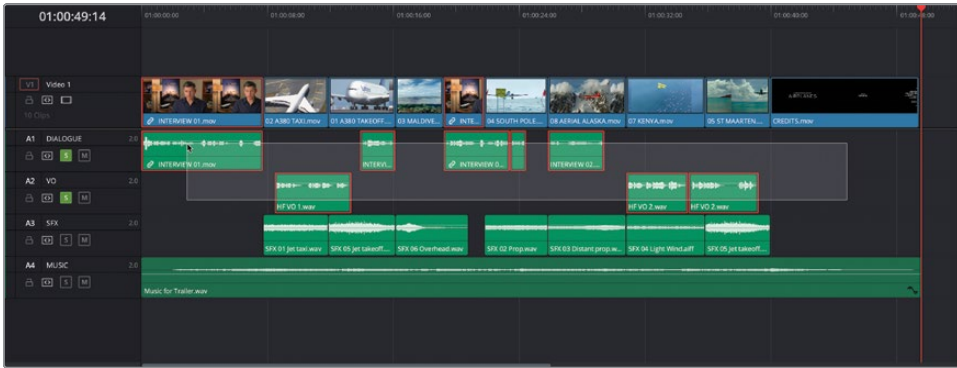 01:00:49:14
01:00:00:00 01:00:08:00 01:00:16:00 01:00:24:00 01:00:32:00 01:00:40:00
V1 Video 1
10 Clips
INTERVIEW 01.mov 02 A380 TAXI.mov 01 A380 TAKEOFF.... 03 MALDIVE... INTE... 04 SOUTH POLE.... 08 AERIAL ALASKA.mov 07 KENYA.mov 05 ST MAARTEN.... CREDITS.mov
A1 DIALOGUE 2.0
S M
INTERVIEW 01.mov INTERVI... INTERVIEW 0... INTERVIEW 02....
A2 VO 2.0
S M
HF VO 1.wav HF VO 2.wav HF VO 2.wav
A3 SFX 2.0
S M
SFX 01 Jet taxi.wav SFX 05 Jet takeoff.... SFX 06 Overhead.wav SFX 02 Prop.wav SFX 03 Distant prop.w... SFX 04 Light Wind.aiff SFX 05 Jet takeoff....
A4 MUSIC 2.0
S M
Music for Trailer.wav